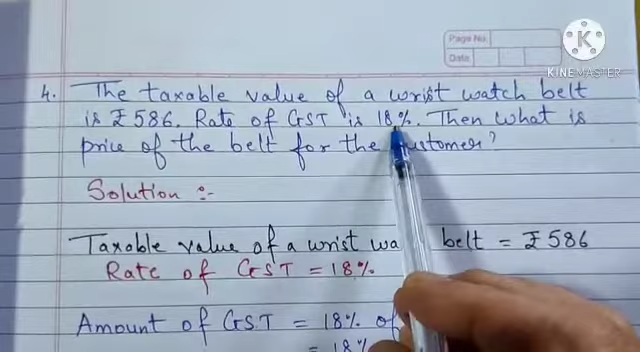 Page No.
Date
KINEMASTER
4. The taxable value of a wrist watch belt
is ₹586. Rate of GST is 18%. Then what is
price of the belt for the customer?
Solution :-
Taxable value of a wrist wa belt = ₹586
Rate of GST = 18%
Amount of GST = 18% of
= 18%